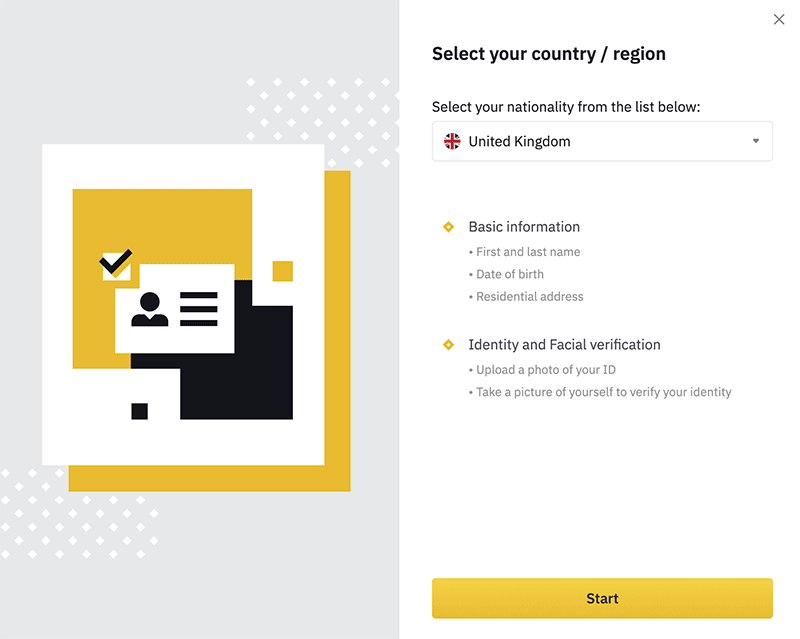 Select your country / region
Select your nationality from the list below:
United Kingdom
Basic information
• First and last name
• Date of birth
• Residential address
Identity and Facial verification
• Upload a photo of your ID
• Take a picture of yourself to verify your identity
Start